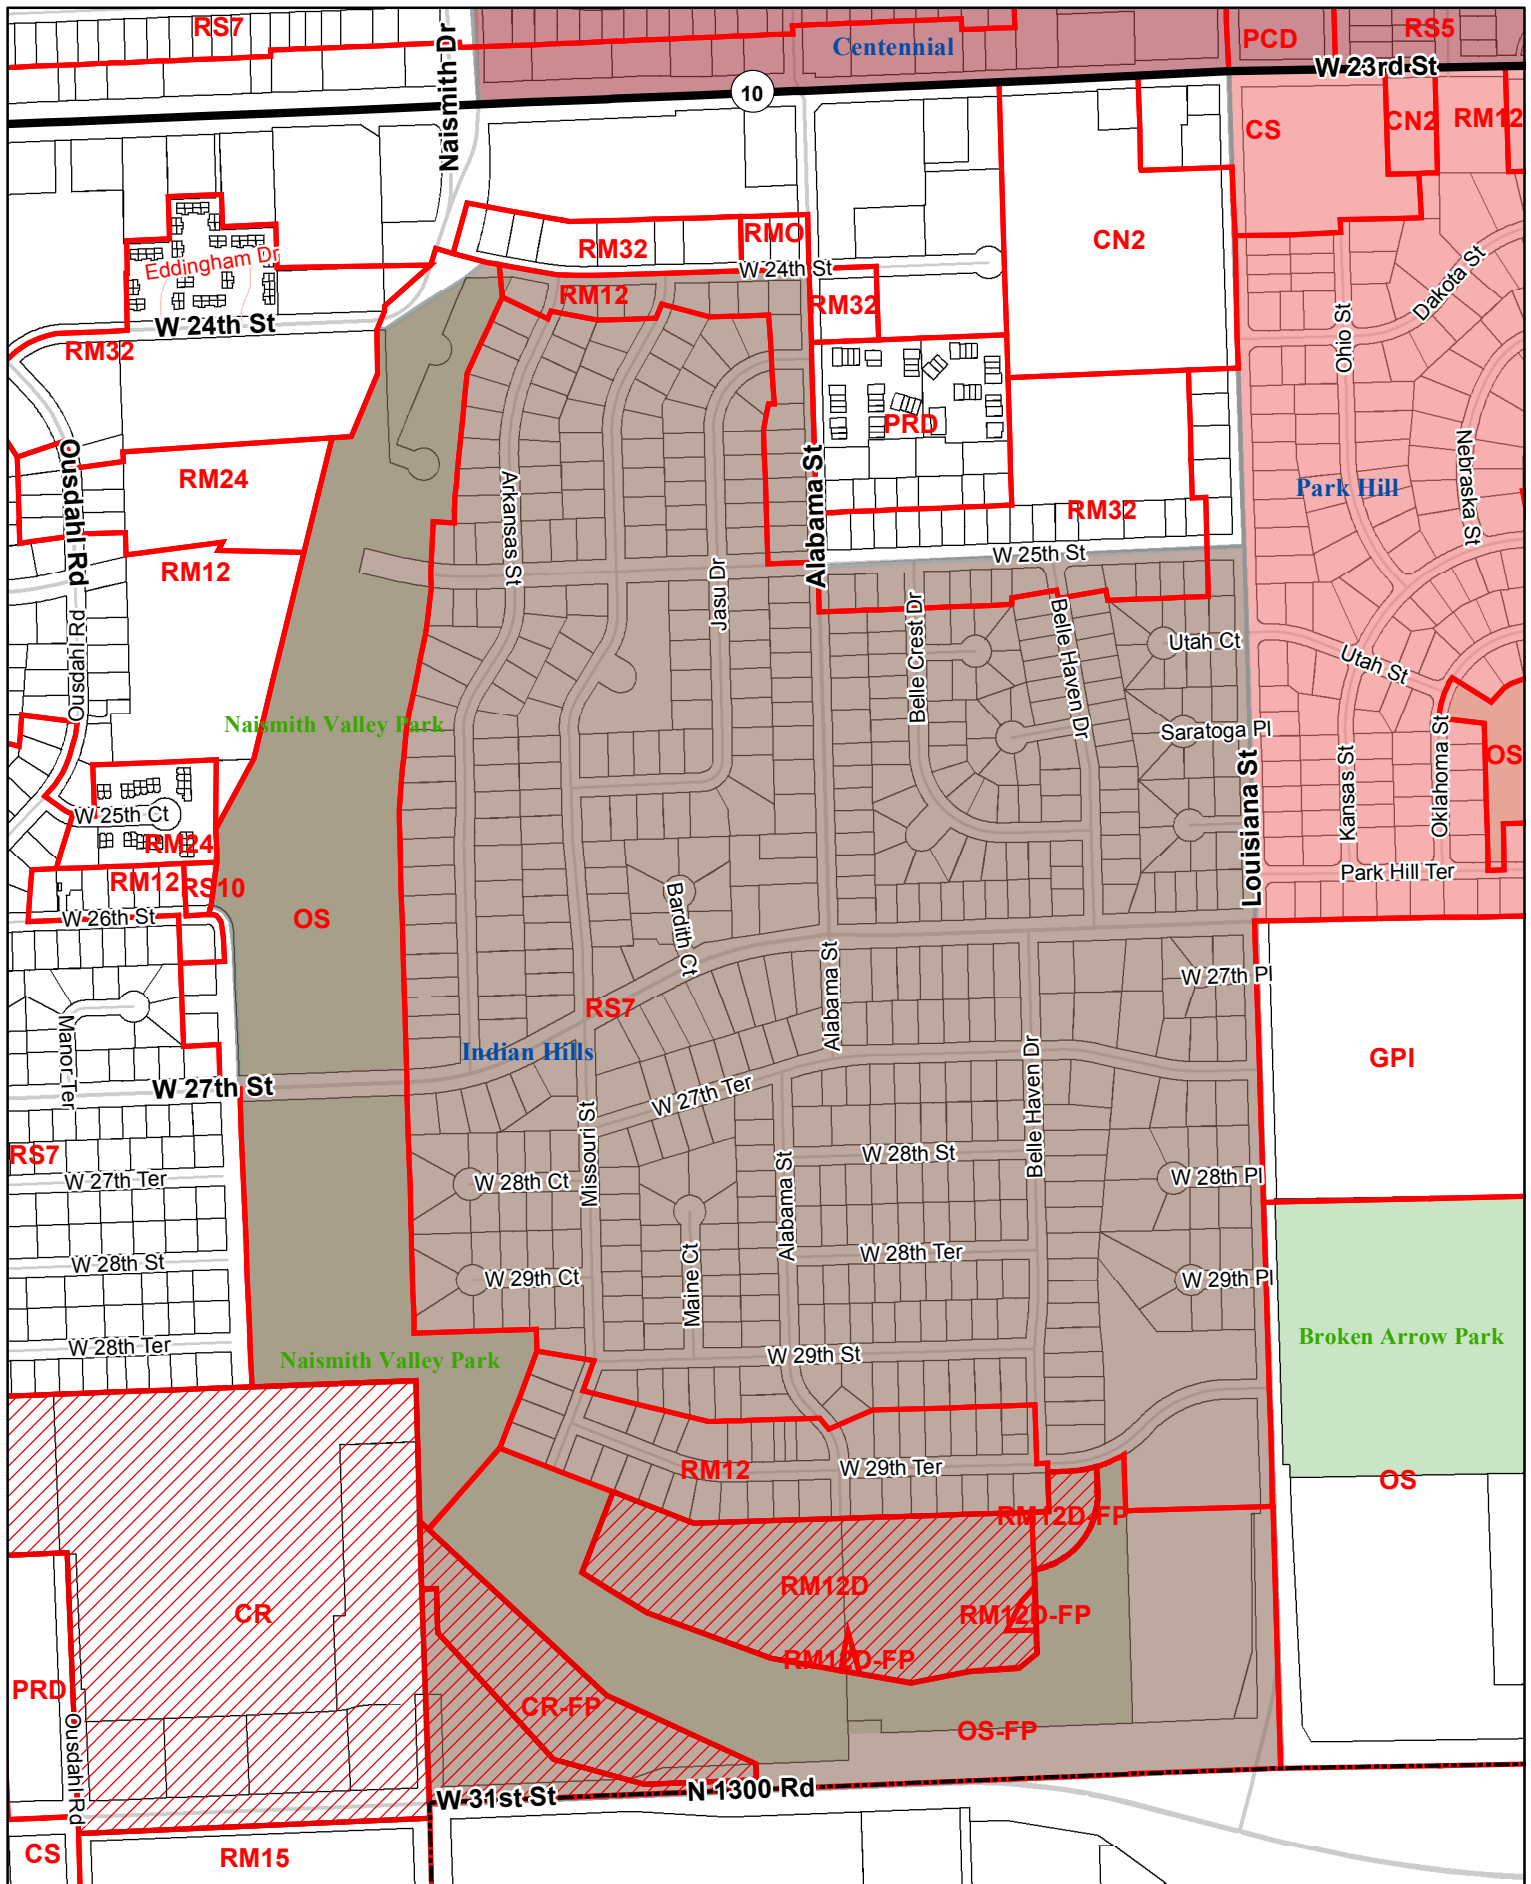 RS7
Naismith Dr
Centennial
PCD
RS5
W 23rd St
10
CS
CN2
RM12
RM32
RMO
CN2
Eddingham Dr
W 24th St
RM12
RM32
W 24th St
RM32
Ohio St
Dakota St
PRD
Ousdahl Rd
RM24
Arkansas St
Alabama St
RM32
Park Hill
Nebraska St
RM12
W 25th St
Jasu Dr
Ousdahl Rd
Belle Crest Dr
Belle Haven Dr
Utah Ct
Utah St
Naismith Valley Park
Saratoga Pl
Louisiana St
Kansas St
Oklahoma St
OS
W 25th Ct
RM24
RM12
RS10
W 26th St
OS
Bardith Ct
Park Hill Ter
Alabama St
W 27th Pl
RS7
Manor Ter
Indian Hills
Belle Haven Dr
GPI
W 27th St
W 27th Ter
RS7
W 27th Ter
W 28th Ct
Missouri St
Alabama St
W 28th St
W 28th Pl
W 28th St
W 29th Ct
Maine Ct
W 28th Ter
W 29th Pl
W 28th Ter
Naismith Valley Park
W 29th St
Broken Arrow Park
RM12
W 29th Ter
OS
RM12D-FP
CR
RM12D
RM12D-FP
RM12D-FP
PRD
CR-FP
OS-FP
Ousdahl Rd
W 31st St
N 1300 Rd
CS
RM15